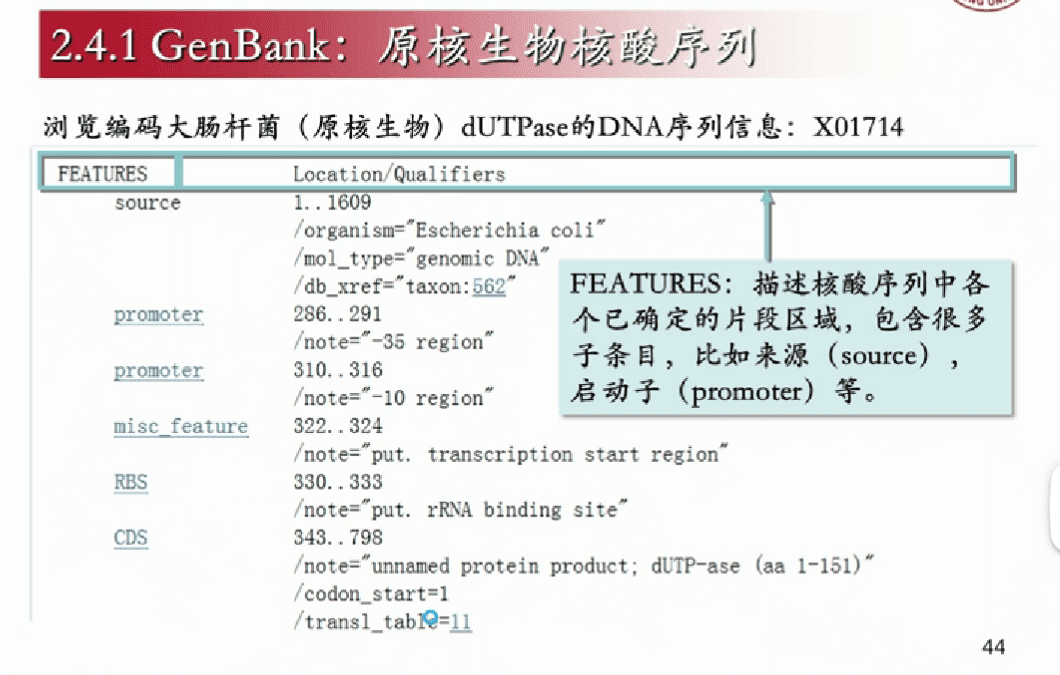 2.4.1 GenBank：原核生物核酸序列
浏览编码大肠杆菌（原核生物）dUTPase的DNA序列信息：X01714
FEATURES Location/Qualifiers
source 1..1609
/organism="Escherichia coli"
/mol_type="genomic DNA"
/db_xref="taxon:562"
promoter 286..291
/note="-35 region"
promoter 310..316
/note="-10 region"
misc_feature 322..324
/note="put. transcription start region"
RBS 330..333
/note="put. rRNA binding site"
CDS 343..798
/note="unnamed protein product; dUTP-ase (aa 1-151)"
/codon_start=1
/transl_table=11
FEATURES：描述核酸序列中各
个已确定的片段区域，包含很多
子条目，比如来源（source），
启动子（promoter）等。
44